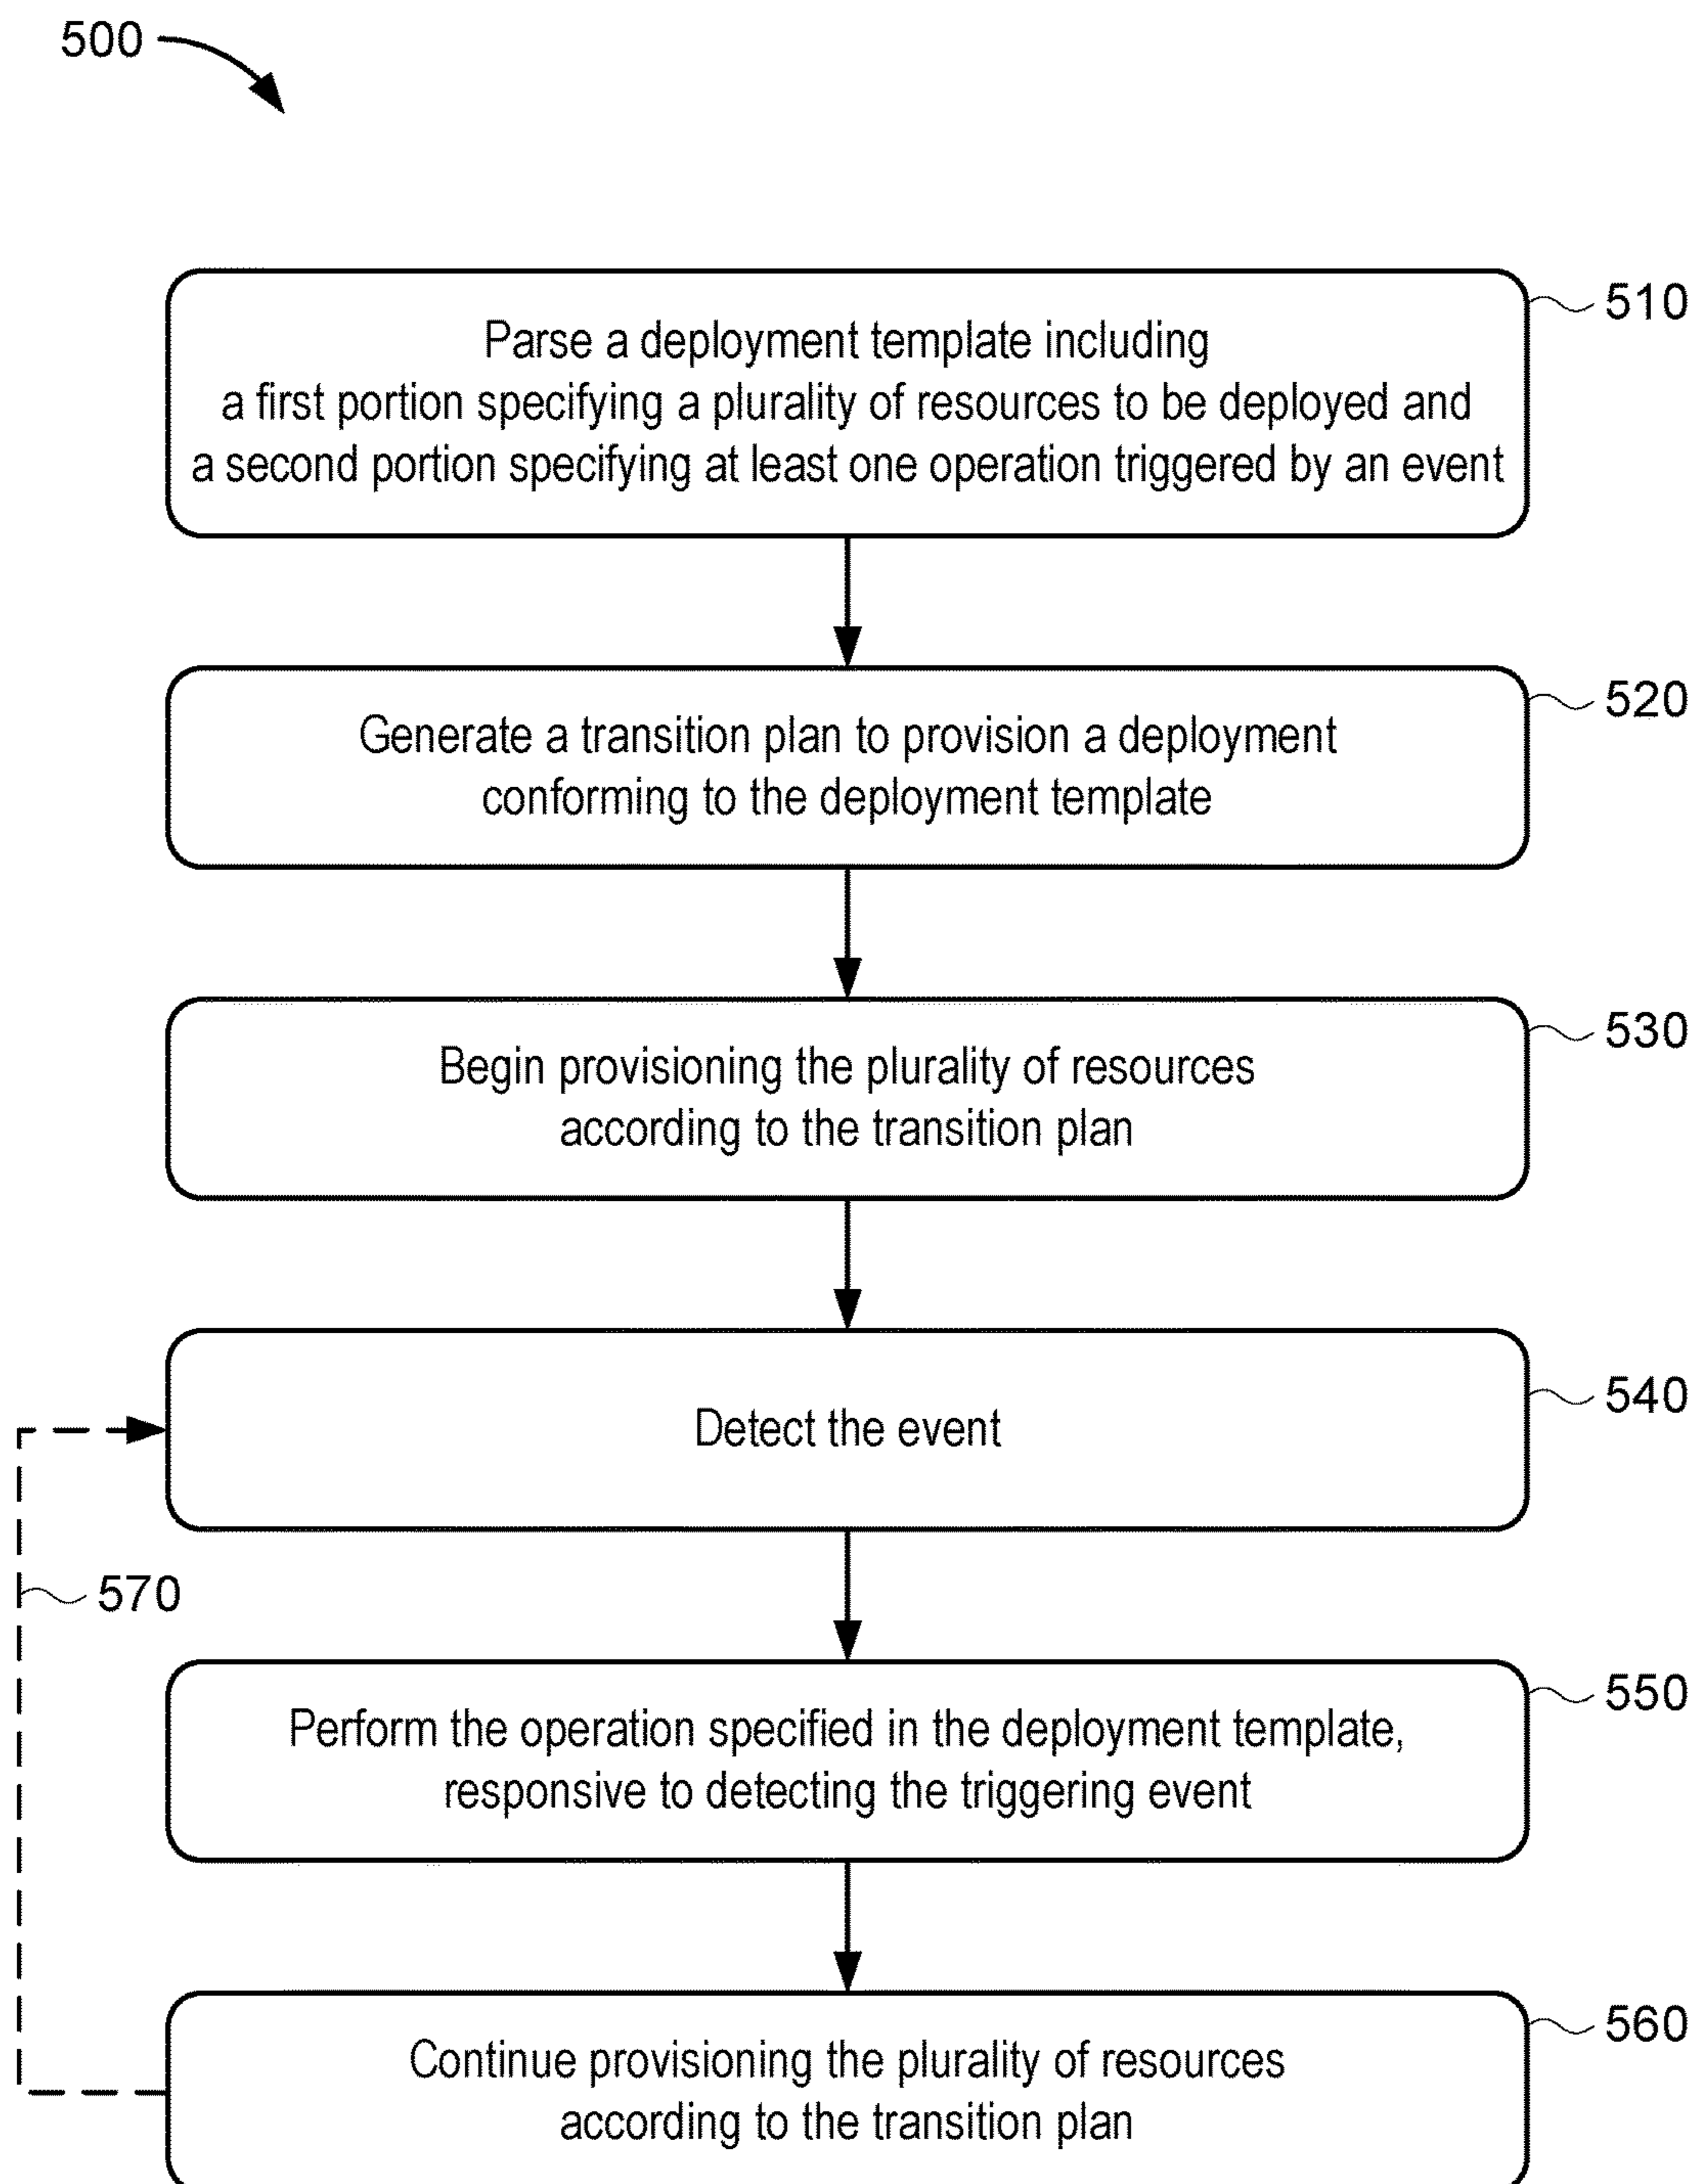 500
510
Parse a deployment template including
a first portion specifying a plurality of resources to be deployed and
a second portion specifying at least one operation triggered by an event
520
Generate a transition plan to provision a deployment
conforming to the deployment template
530
Begin provisioning the plurality of resources
according to the transition plan
540
Detect the event
570
550
Perform the operation specified in the deployment template,
responsive to detecting the triggering event
560
Continue provisioning the plurality of resources
according to the transition plan